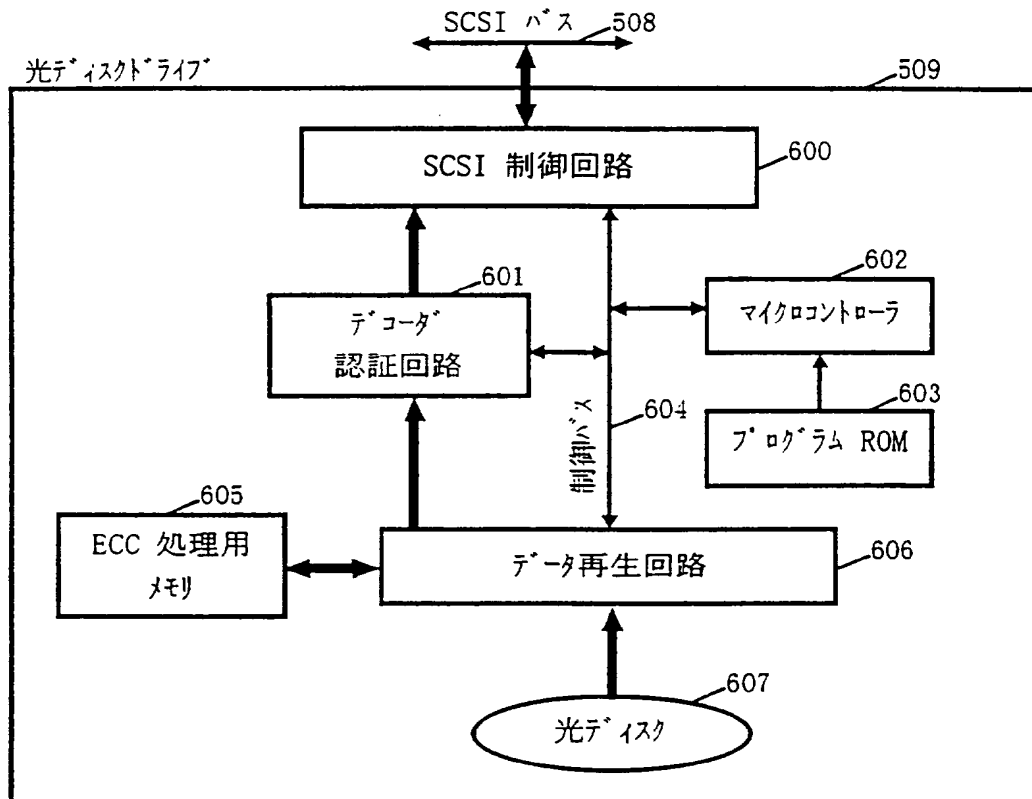 SCSI ﾊﾞｽ 508
光ﾃﾞｨｽｸﾄﾞﾗｲﾌﾞ 509
SCSI 制御回路 600
601
ﾃﾞｺｰﾀﾞ
認証回路
602
ﾏｲｸﾛｺﾝﾄﾛｰﾗ
603
ﾌﾟﾛｸﾞﾗﾑ ROM
制御ﾊﾞｽ 604
605
ECC 処理用
ﾒﾓﾘ
ﾃﾞｰﾀ再生回路 606
607
光ﾃﾞｨｽｸ